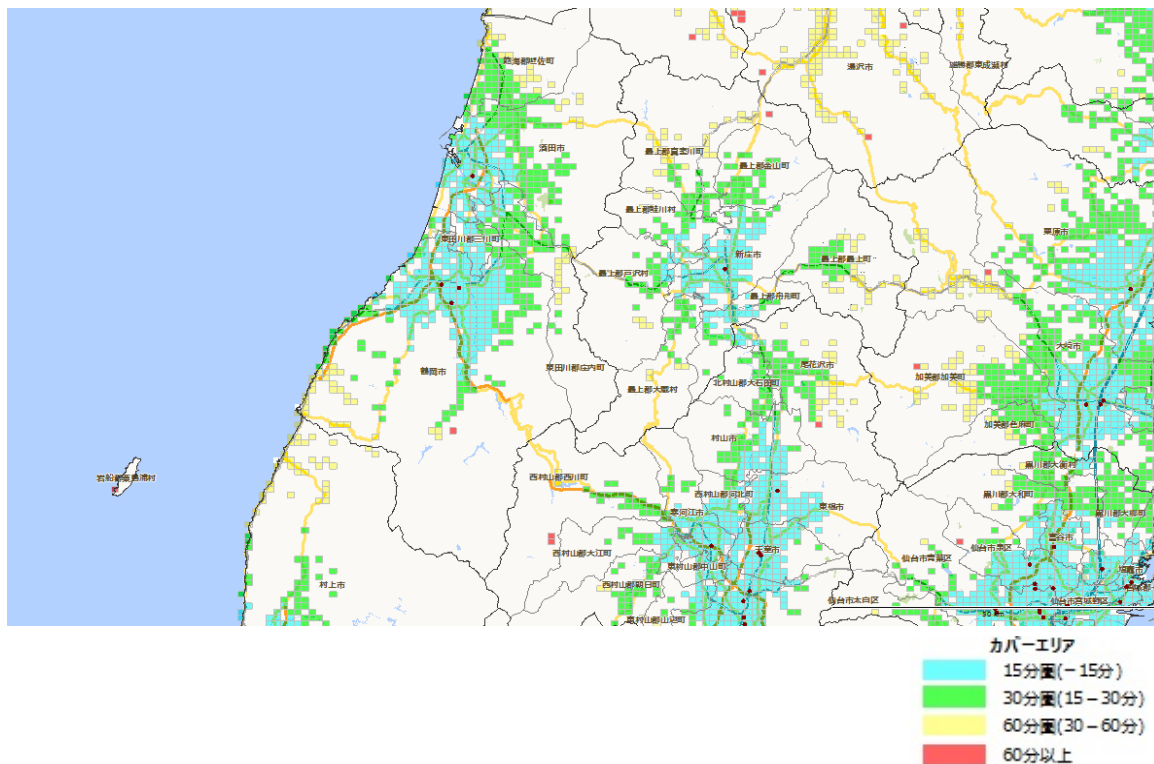 飽海郡遊佐町
湯沢市
雄勝郡東成瀬村
酒田市
最上郡真室川町
最上郡金山町
最上郡鮭川村
栗原市
東田川郡三川町
新庄市
最上郡最上町
最上郡戸沢村
最上郡舟形町
大崎市
鶴岡市
東田川郡庄内町
尾花沢市
加美郡加美町
北村山郡大石田町
最上郡大蔵村
加美郡色麻町
村山市
黒川郡大衡村
岩船郡粟島浦村
西村山郡西川町
西村山郡河北町
黒川郡大和町
東根市
黒川郡大郷町
寒河江市
富谷市
天童市
仙台市泉区
西村山郡大江町
仙台市青葉区
東村山郡中山町
塩竈市
村上市
西村山郡朝日町
仙台市太白区
仙台市宮城野区
東村山郡山辺町
カバーエリア
15分圏(－15分)
30分圏(15－30分)
60分圏(30－60分)
60分以上